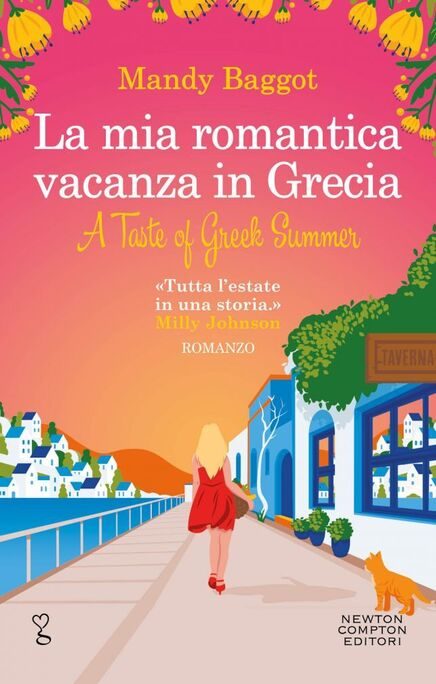 Mandy Baggot
La mia romantica
vacanza in Grecia
A Taste of Greek Summer
«Tutta l'estate
in una storia.»
Milly Johnson
ROMANZO
TAVERNA
NEWTON
COMPTON
EDITORI